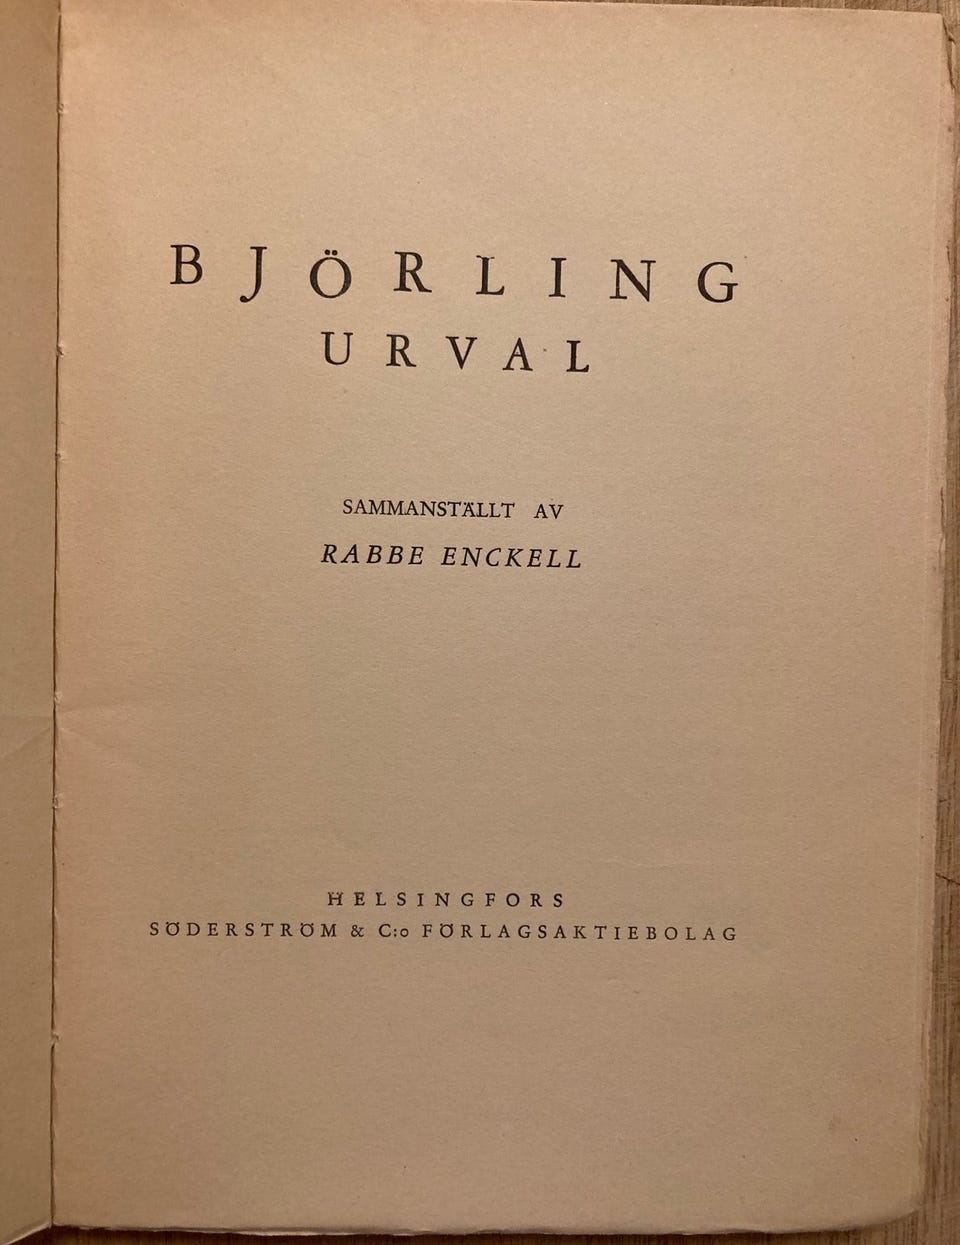 BJÖRLING
URVAL
SAMMANSTÄLLT AV
RABBE ENCKELL
HELSINGFORS
SÖDERSTRÖM & C:o FÖRLAGSAKTIEBOLAG